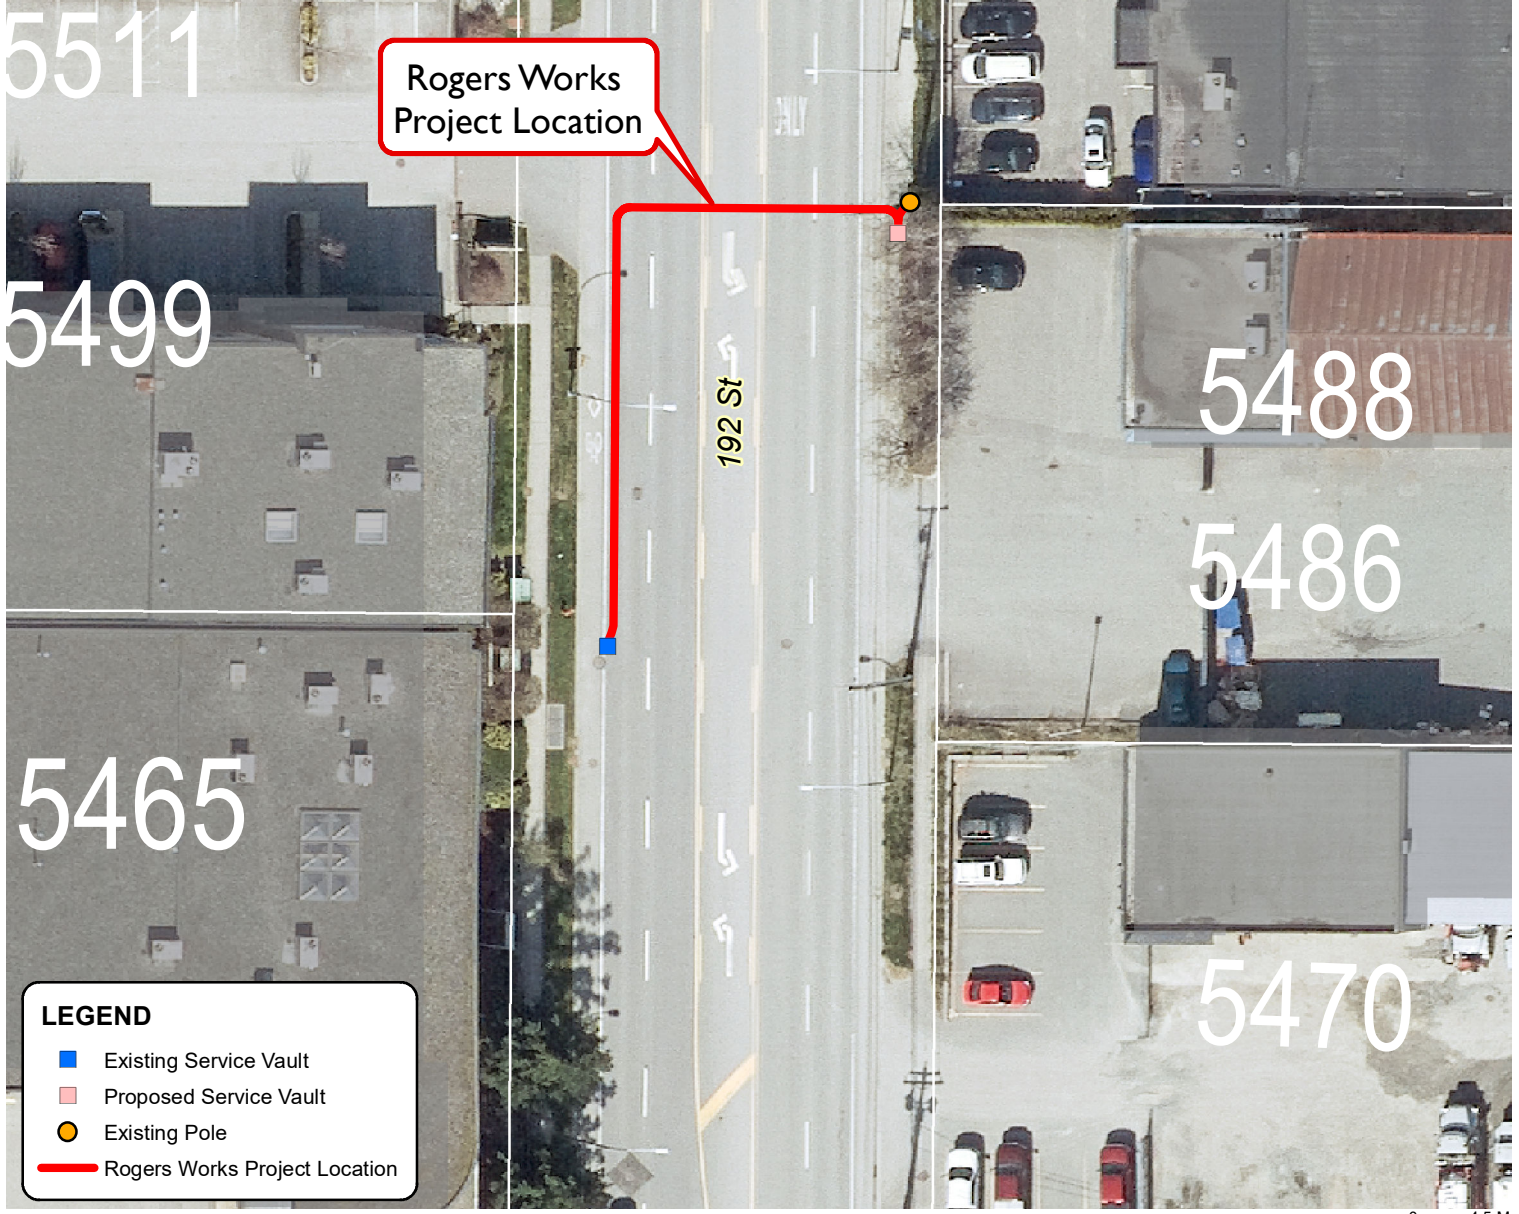 5511
Rogers Works
Project Location
5499
5488
192 St
5486
5465
5470
LEGEND
Existing Service Vault
Proposed Service Vault
Existing Pole
Rogers Works Project Location